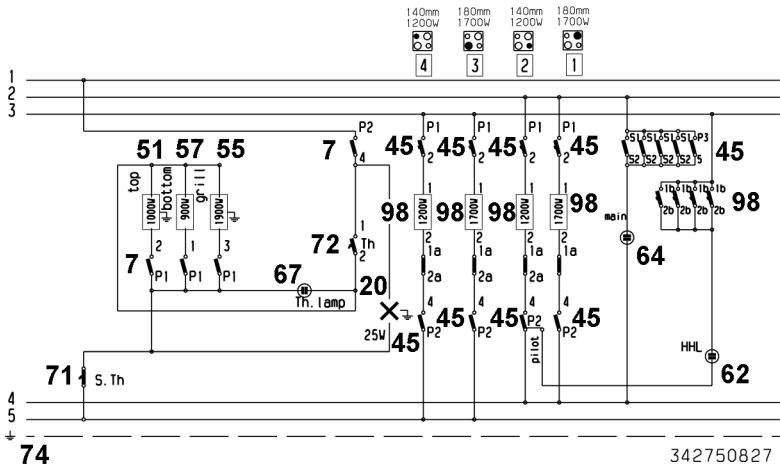 140mm 180mm 140mm 180mm
1200W 1700W 1200W 1700W
4 3 2 1
1
2
3
P2 P1 P1 P1 P1 S1 S1 S1 S1 P3
51 57 55 7 45 45 45 45 45
4 2 2 2 2 S2 S2 S2 S2 5
top bottom grill
1000W 900W 1900W
1 1 1 1 1b 1b 1b 1b
98 1200W 98 1700W 98 1200W 98 1700W 98
2b 2b 2b 2b
main
1
72 Th
2
2 2 2 2
64
2 1 3
7 P1 P1 P1
1a 1a 1a 1a
67 20
2a 2a 2a 2a
Th.lamp
4 4 4 4
25W 45 P2 45 P2 45 P2 45 P2
pilot
HHL
62
71 S.Th
4
5
74
342750827